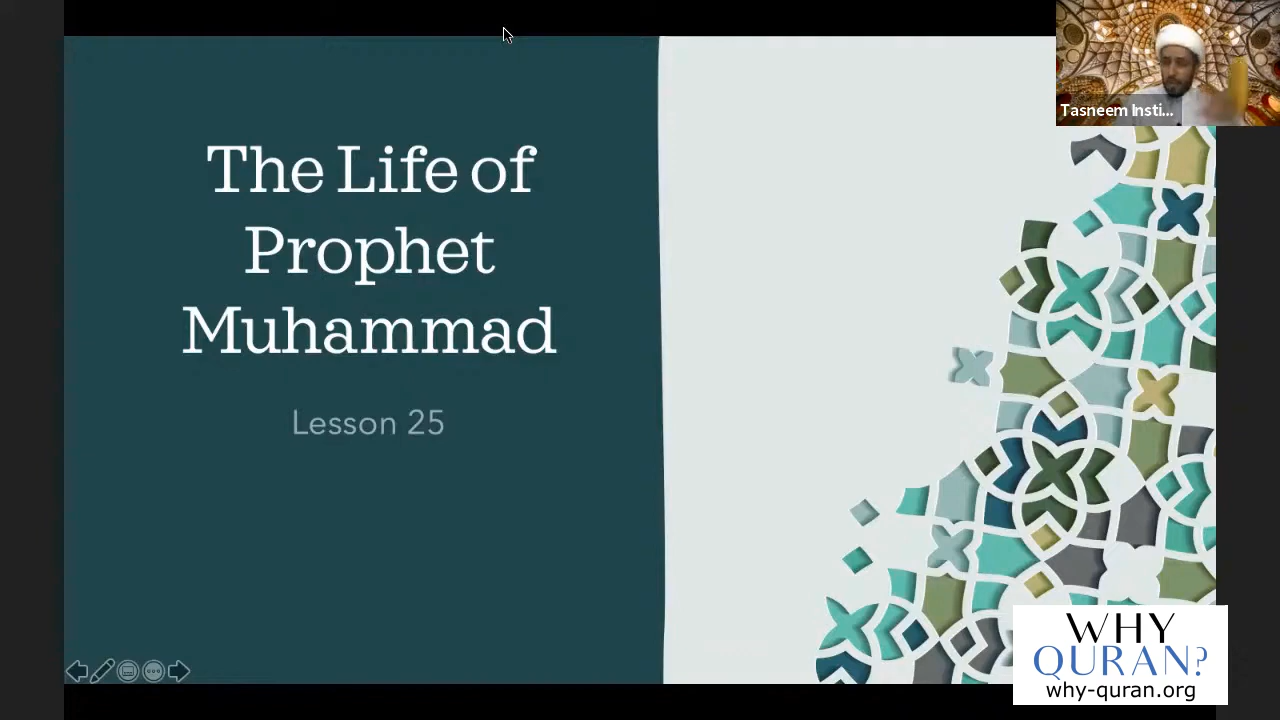 Tasneem Insti...
The Life of
Prophet
Muhammad
Lesson 25
WHY
QURAN?
why-quran.org